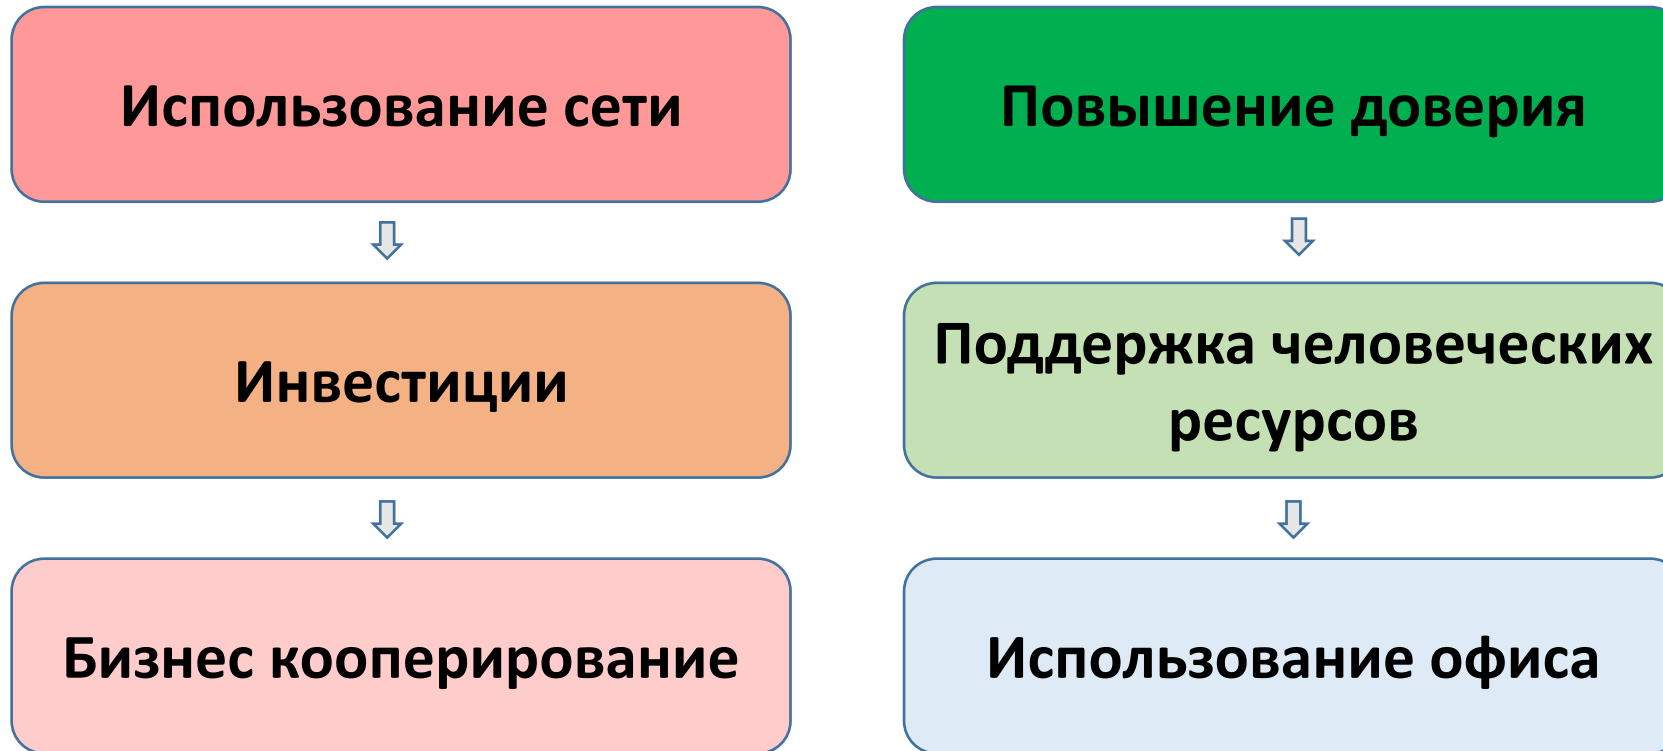 Использование сети
Инвестиции
Бизнес кооперирование
Повышение доверия
Поддержка человеческих
ресурсов
Использование офиса